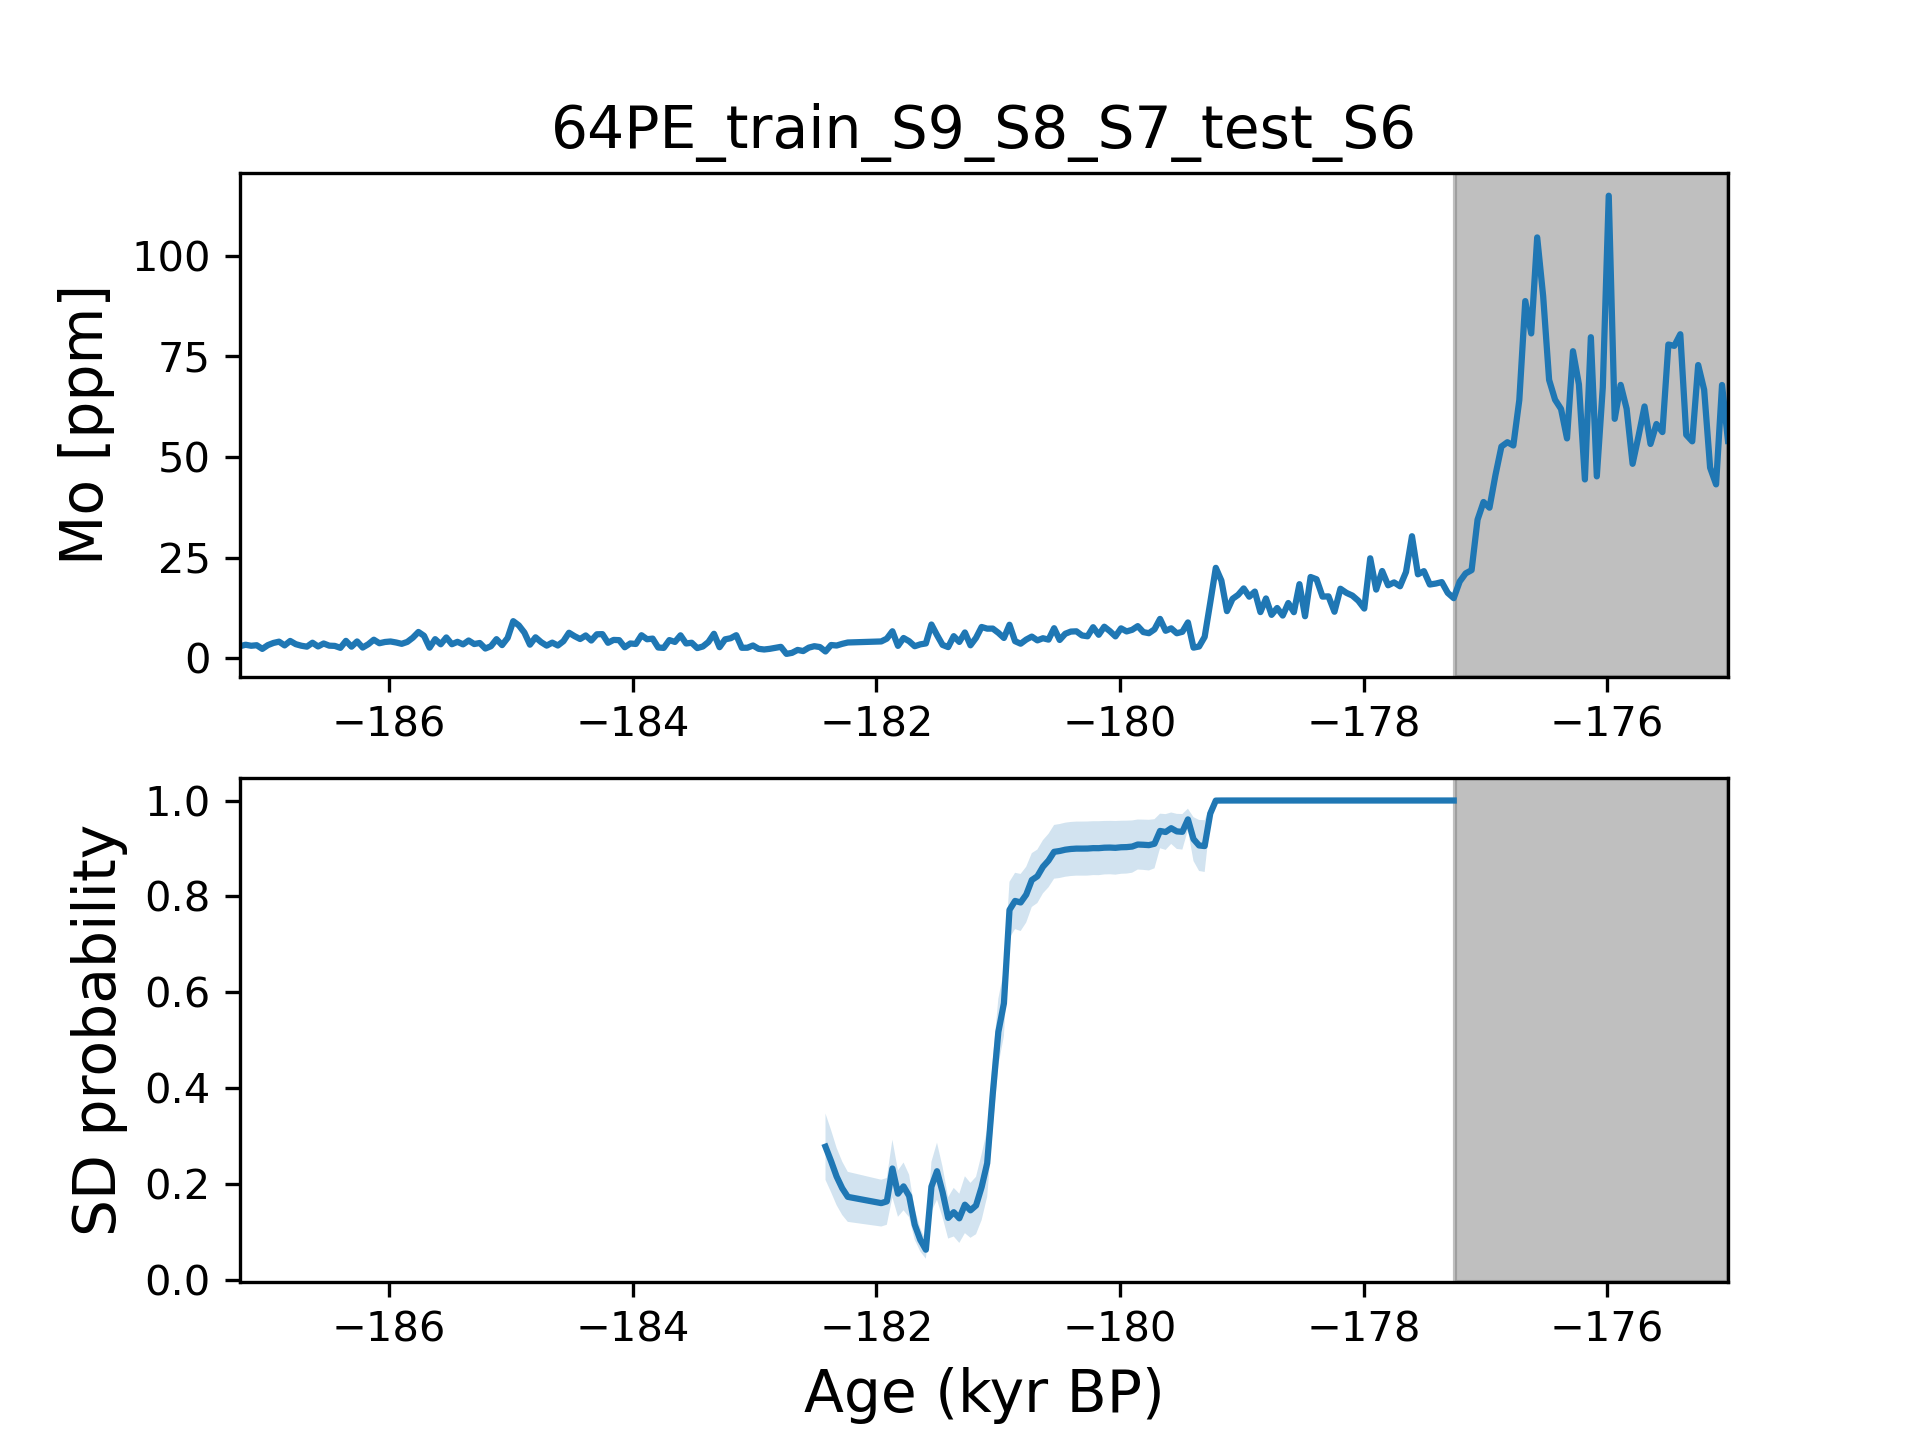 64PE_train_S9_S8_S7_test_S6
Mo [ppm]
100
75
50
25
0
−186 −184 −182 −180 −178 −176
SD probability
1.0
0.8
0.6
0.4
0.2
0.0
−186 −184 −182 −180 −178 −176
Age (kyr BP)